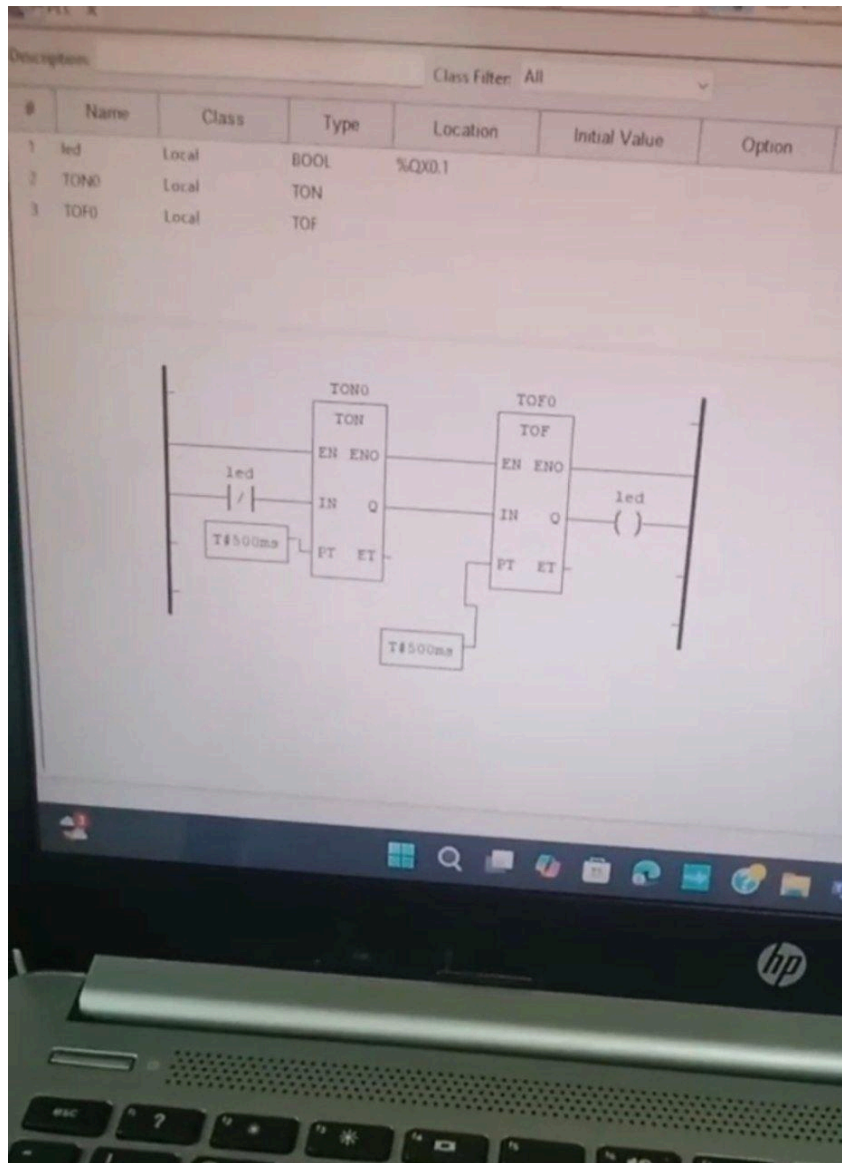 Description:
Class Filter: All
# Name Class Type Location Initial Value Option
1 led Local BOOL %QX0.1
2 TON0 Local TON
3 TOF0 Local TOF
TON0 TOF0
TON TOF
EN ENO EN ENO
led led
IN Q IN Q
T#500ms PT ET PT ET
T#500ms
hp
esc ?